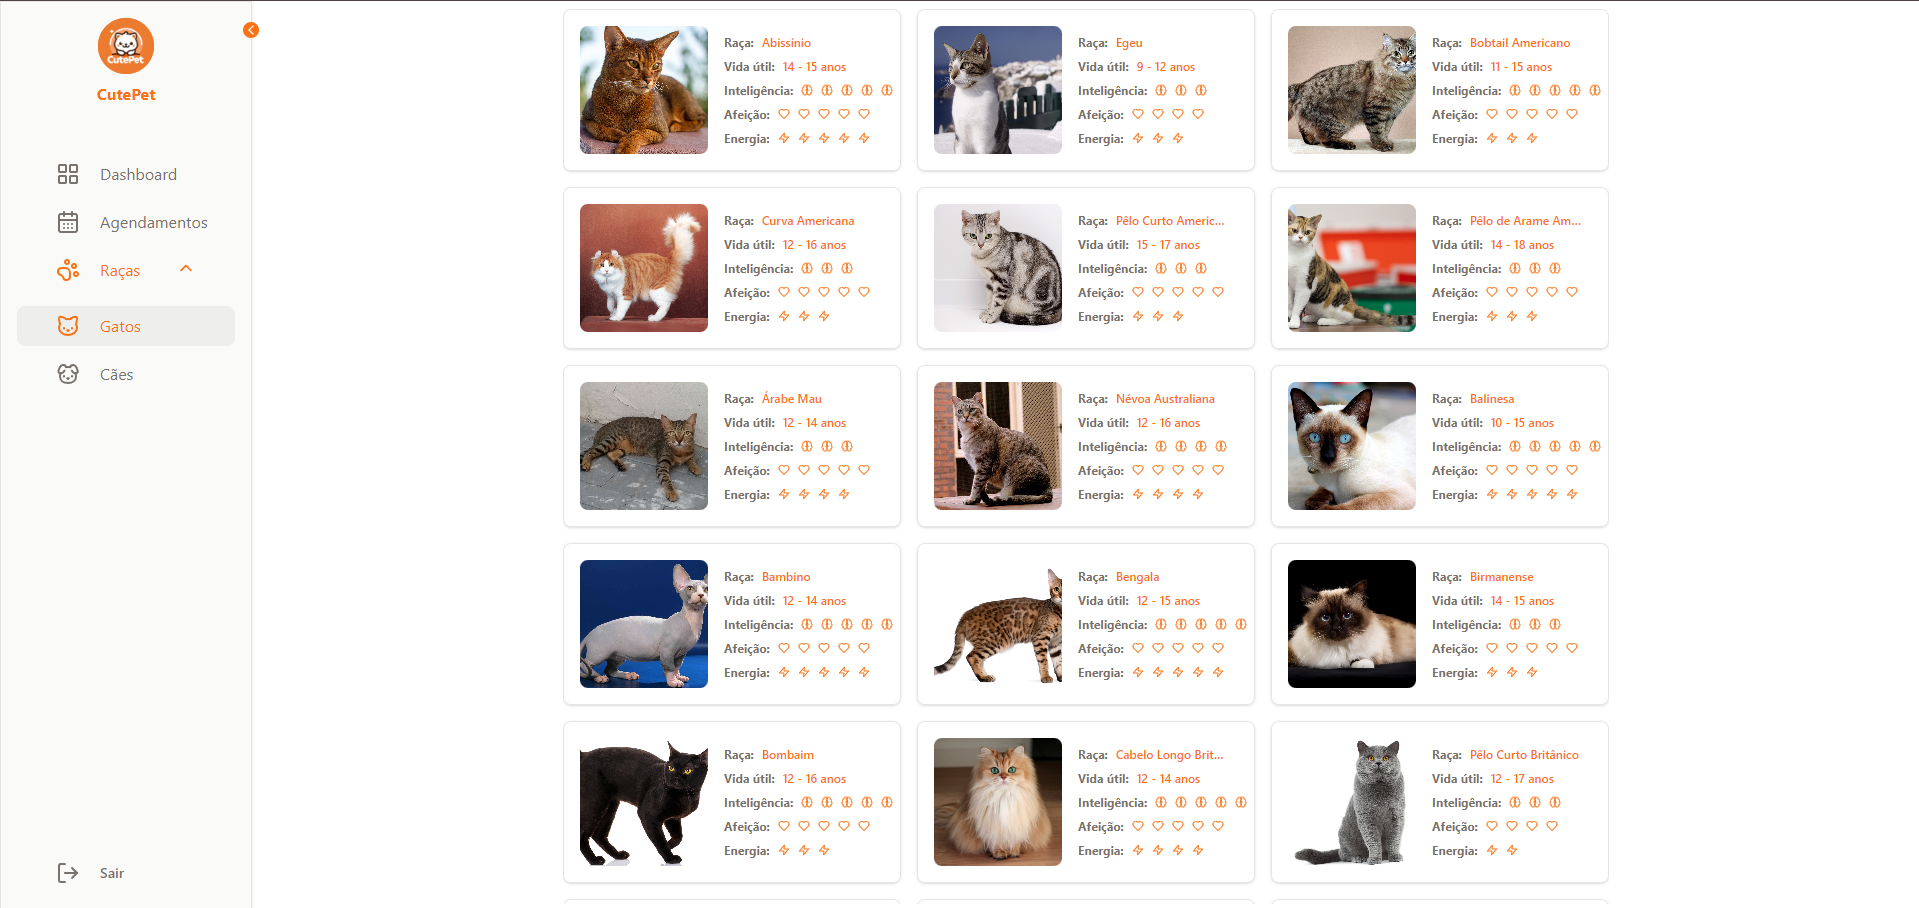 CutePet
CutePet
Dashboard
Agendamentos
Raças
Gatos
Cães
Sair
Raça: Abissínio
Vida útil: 14 - 15 anos
Inteligência:
Afeição:
Energia:
Raça: Egeu
Vida útil: 9 - 12 anos
Inteligência:
Afeição:
Energia:
Raça: Bobtail Americano
Vida útil: 11 - 15 anos
Inteligência:
Afeição:
Energia:
Raça: Curva Americana
Vida útil: 12 - 16 anos
Inteligência:
Afeição:
Energia:
Raça: Pêlo Curto Americ...
Vida útil: 15 - 17 anos
Inteligência:
Afeição:
Energia:
Raça: Pêlo de Arame Am...
Vida útil: 14 - 18 anos
Inteligência:
Afeição:
Energia:
Raça: Árabe Mau
Vida útil: 12 - 14 anos
Inteligência:
Afeição:
Energia:
Raça: Névoa Australiana
Vida útil: 12 - 16 anos
Inteligência:
Afeição:
Energia:
Raça: Balinesa
Vida útil: 10 - 15 anos
Inteligência:
Afeição:
Energia:
Raça: Bambino
Vida útil: 12 - 14 anos
Inteligência:
Afeição:
Energia:
Raça: Bengala
Vida útil: 12 - 15 anos
Inteligência:
Afeição:
Energia:
Raça: Birmanense
Vida útil: 14 - 15 anos
Inteligência:
Afeição:
Energia:
Raça: Bombaim
Vida útil: 12 - 16 anos
Inteligência:
Afeição:
Energia:
Raça: Cabelo Longo Brit...
Vida útil: 12 - 14 anos
Inteligência:
Afeição:
Energia:
Raça: Pêlo Curto Britânico
Vida útil: 12 - 17 anos
Inteligência:
Afeição:
Energia: